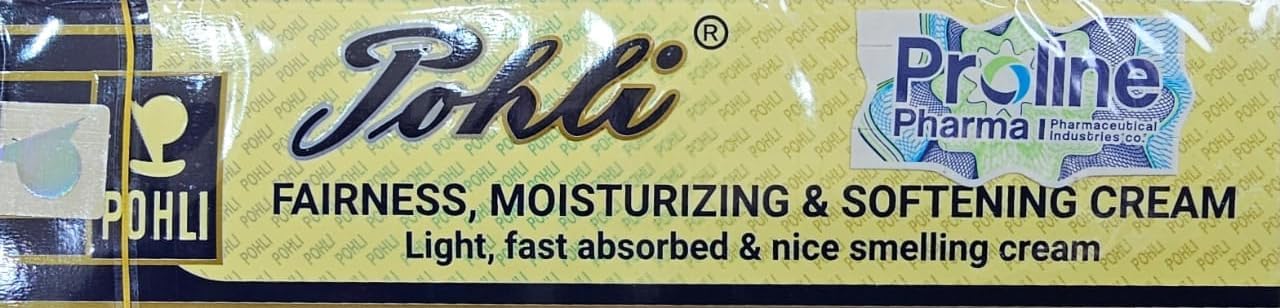 Pohli®
Proline
Pharma | Pharmaceutical
Industries co.
POHLI
FAIRNESS, MOISTURIZING & SOFTENING CREAM
Light, fast absorbed & nice smelling cream